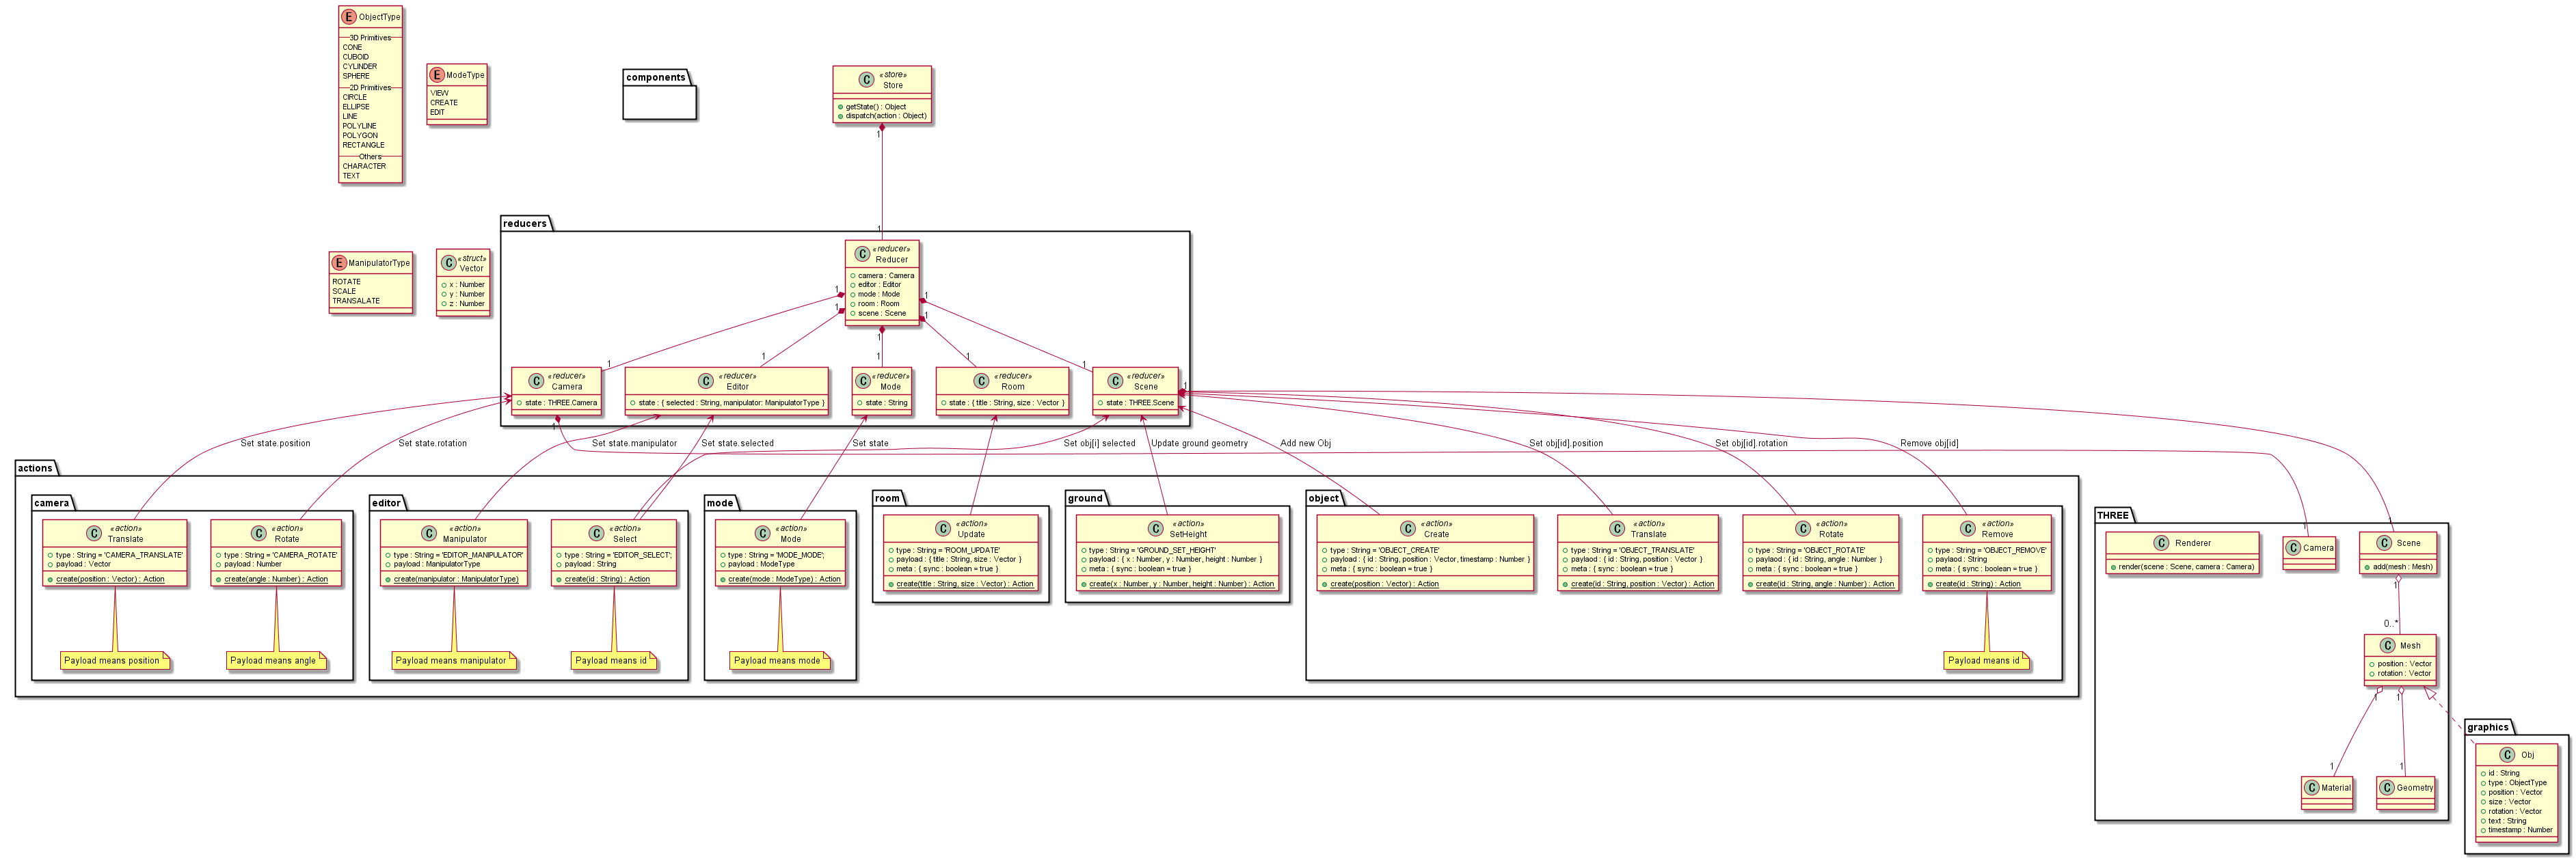 E ObjectType
3D Primitives
CONE
CUBOID
CYLINDER
SPHERE
2D Primitives
CIRCLE
ELLIPSE
LINE
POLYLINE
POLYGON
RECTANGLE
Others
CHARACTER
TEXT
E ModeType
VIEW
CREATE
EDIT
components
C «store»
Store
getState() : Object
dispatch(action : Object)
1
1
E ManipulatorType
ROTATE
SCALE
TRANSALATE
C «struct»
Vector
x : Number
y : Number
z : Number
reducers
C «reducer»
Reducer
camera : Camera
editor : Editor
mode : Mode
room : Room
scene : Scene
1
1
1
1
1
1
1
1
1
1
C «reducer»
Camera
state : THREE.Camera
C «reducer»
Editor
state : { selected : String, manipulator: ManipulatorType }
C «reducer»
Mode
state : String
C «reducer»
Room
state : { title : String, size : Vector }
C «reducer»
Scene
state : THREE.Scene
1
1
Set state.position
Set state.rotation
Set state.manipulator
Set state.selected
Set state
Set obj[i] selected
Update ground geometry
Add new Obj
Set obj[id].position
Set obj[id].rotation
Remove obj[id]
actions
camera
C «action»
Translate
type : String = 'CAMERA_TRANSLATE'
payload : Vector
create(position : Vector) : Action
Payload means position
C «action»
Rotate
type : String = 'CAMERA_ROTATE'
payload : Number
create(angle : Number) : Action
Payload means angle
editor
C «action»
Manipulator
type : String = 'EDITOR_MANIPULATOR'
payload : ManipulatorType
create(manipulator : ManipulatorType)
Payload means manipulator
C «action»
Select
type : String = 'EDITOR_SELECT';
payload : String
create(id : String) : Action
Payload means id
mode
C «action»
Mode
type : String = 'MODE_MODE';
payload : ModeType
create(mode : ModeType) : Action
Payload means mode
room
C «action»
Update
type : String = 'ROOM_UPDATE'
payload : { title : String, size : Vector }
meta : { sync : boolean = true }
create(title : String, size : Vector) : Action
ground
C «action»
SetHeight
type : String = 'GROUND_SET_HEIGHT'
payload : { x : Number, y : Number, height : Number }
meta : { sync : boolean = true }
create(x : Number, y : Number, height : Number) : Action
object
C «action»
Create
type : String = 'OBJECT_CREATE'
payload : { id : String, position : Vector, timestamp : Number }
meta : { sync : boolean = true }
create(position : Vector) : Action
C «action»
Translate
type : String = 'OBJECT_TRANSLATE'
paylaod : { id : String, position : Vector }
meta : { sync : boolean = true }
create(id : String, position : Vector) : Action
C «action»
Rotate
type : String = 'OBJECT_ROTATE'
paylaod : { id : String, angle : Number }
meta : { sync : boolean = true }
create(id : String, angle : Number) : Action
C «action»
Remove
type : String = 'OBJECT_REMOVE'
paylaod : String
meta : { sync : boolean = true }
create(id : String) : Action
Payload means id
THREE
C Renderer
render(scene : Scene, camera : Camera)
1
C Camera
1
C Scene
add(mesh : Mesh)
1
0..*
C Mesh
position : Vector
rotation : Vector
1
1
1
1
C Material
C Geometry
graphics
C Obj
id : String
type : ObjectType
position : Vector
size : Vector
rotation : Vector
text : String
timestamp : Number